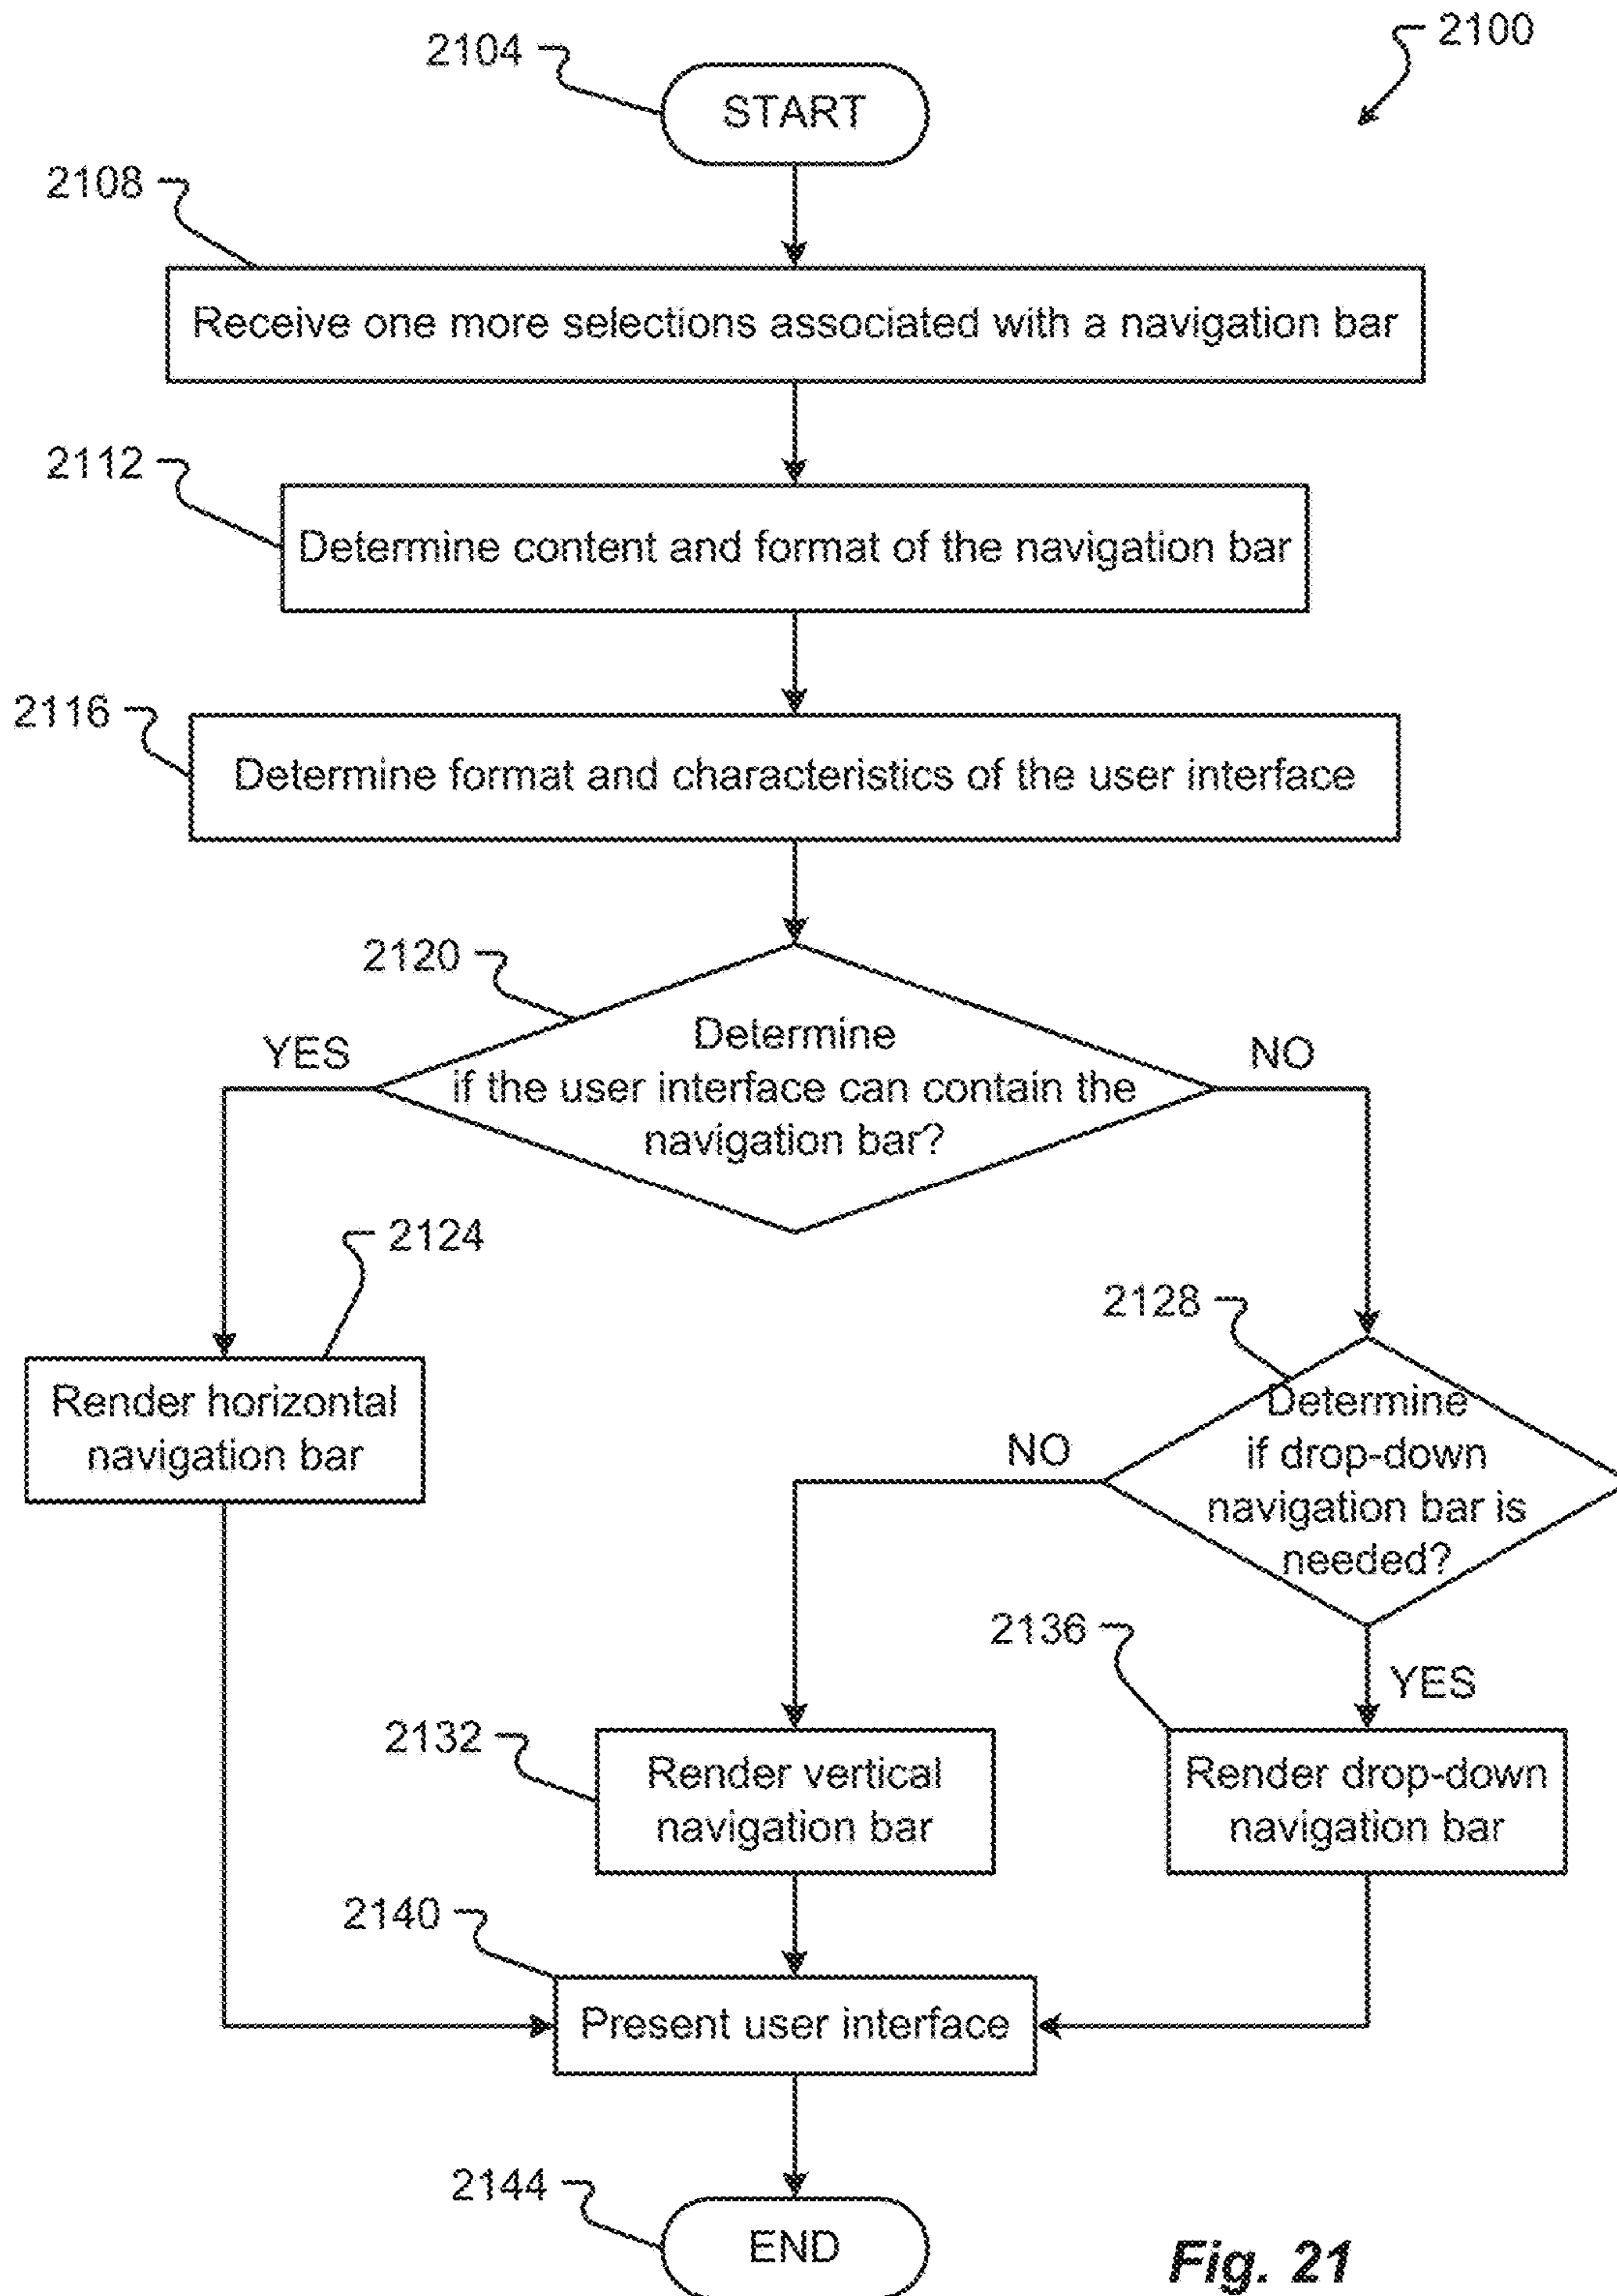 2100
2104
START
2108
Receive one more selections associated with a navigation bar
2112
Determine content and format of the navigation bar
2116
Determine format and characteristics of the user interface
2120
Determine
if the user interface can contain the
navigation bar?
YES
NO
2124
Render horizontal
navigation bar
2128
Determine
if drop-down
navigation bar is
needed?
NO
YES
2132
Render vertical
navigation bar
2136
Render drop-down
navigation bar
2140
Present user interface
2144
END
Fig. 21